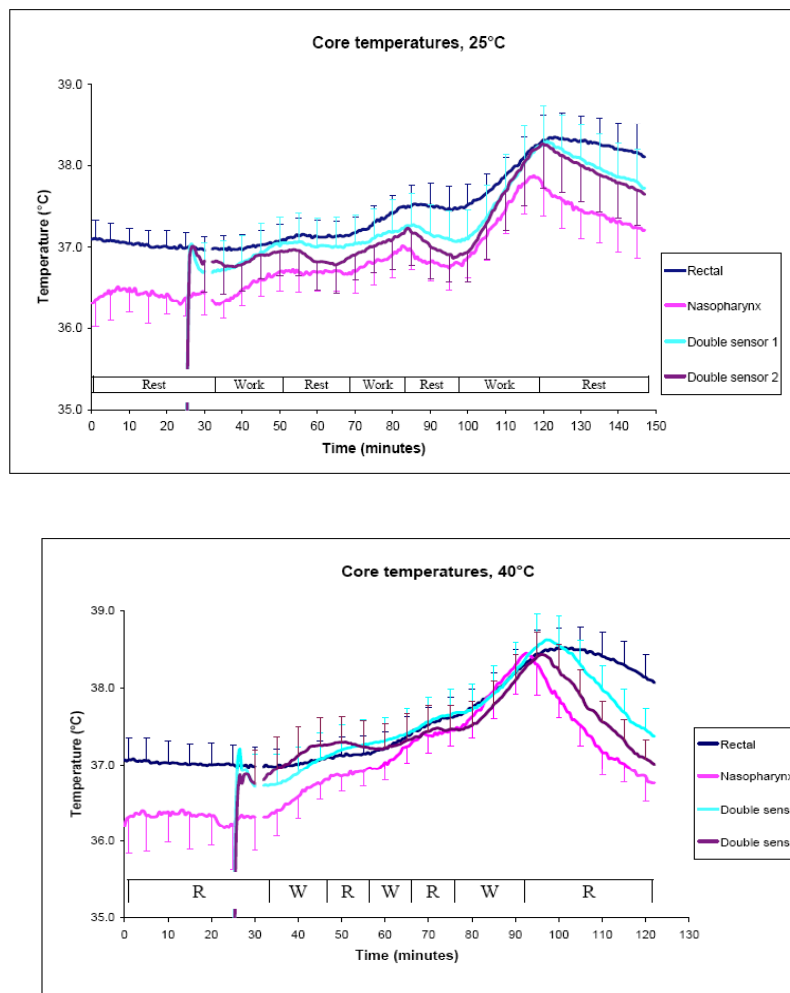 Core temperatures, 25°C
39.0
38.0
37.0
36.0
35.0
Temperature (°C)
Rest Work Rest Work Rest Work Rest
0 10 20 30 40 50 60 70 80 90 100 110 120 130 140 150
Time (minutes)
Rectal
Nasopharynx
Double sensor 1
Double sensor 2
Core temperatures, 40°C
39.0
38.0
37.0
36.0
35.0
Temperature (°C)
R W R W R W R
0 10 20 30 40 50 60 70 80 90 100 110 120 130
Time (minutes)
Rectal
Nasopharynx
Double sens
Double sens